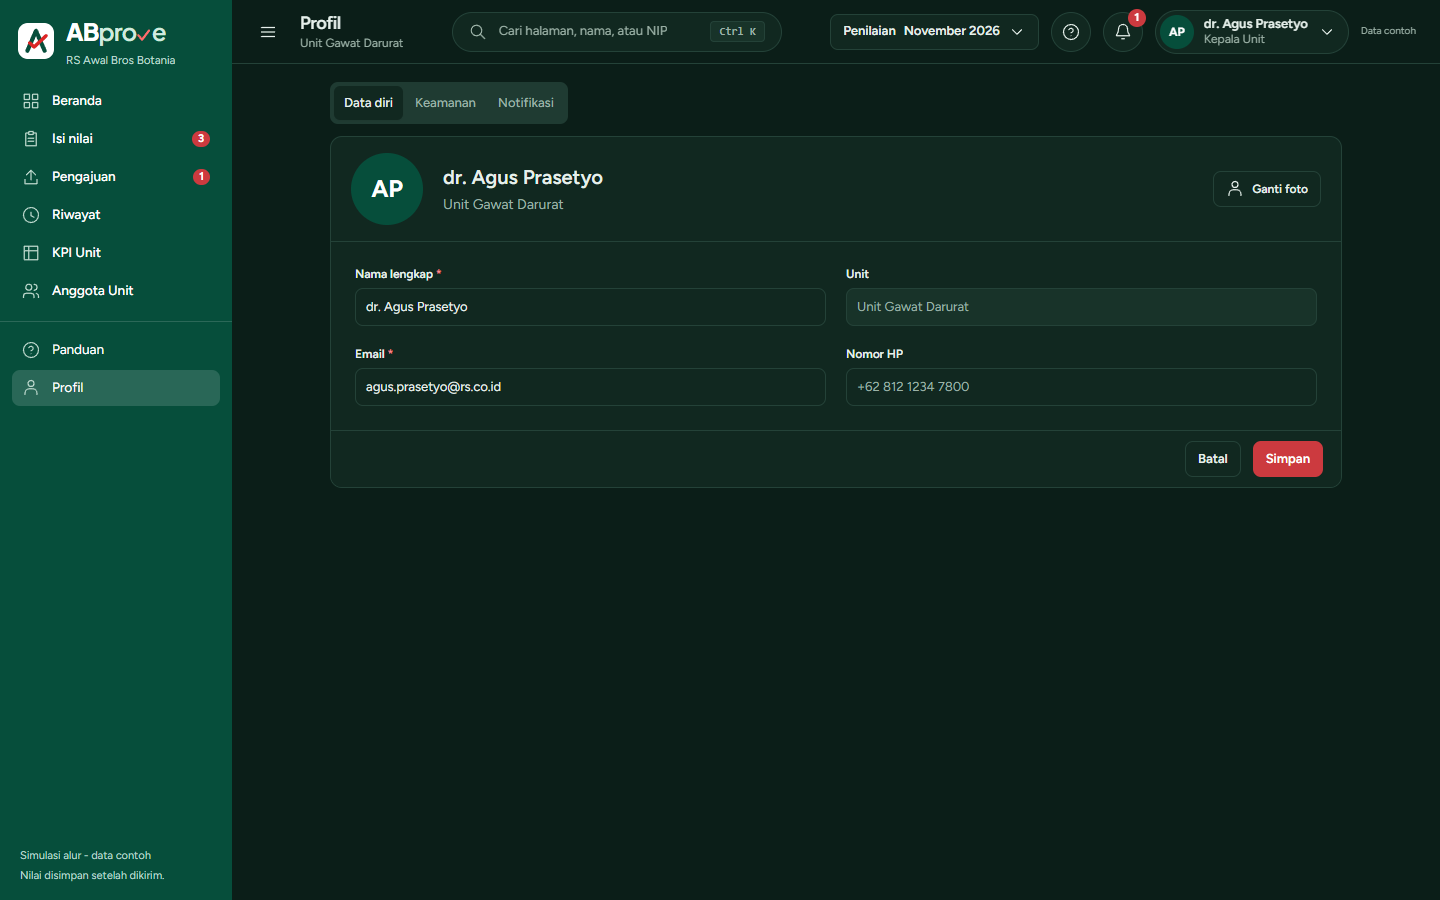 ABprove
RS Awal Bros Botania
Beranda
Isi nilai 3
Pengajuan 1
Riwayat
KPI Unit
Anggota Unit
Panduan
Profil
Simulasi alur - data contoh
Nilai disimpan setelah dikirim.
Profil
Unit Gawat Darurat
Cari halaman, nama, atau NIP Ctrl K
Penilaian November 2026
1
AP
dr. Agus Prasetyo
Kepala Unit
Data contoh
Data diri Keamanan Notifikasi
AP
dr. Agus Prasetyo
Unit Gawat Darurat
Ganti foto
Nama lengkap *
dr. Agus Prasetyo
Unit
Unit Gawat Darurat
Email *
agus.prasetyo@rs.co.id
Nomor HP
+62 812 1234 7800
Batal Simpan